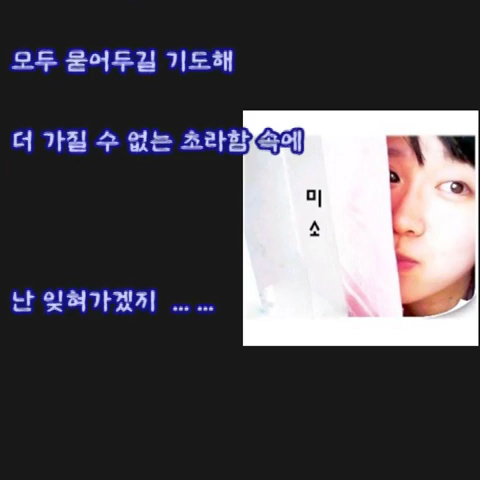 모두 묻어두길 기도해
더 가질 수 없는 초라함 속에
미
소
난 잊혀가겠지 ... ...